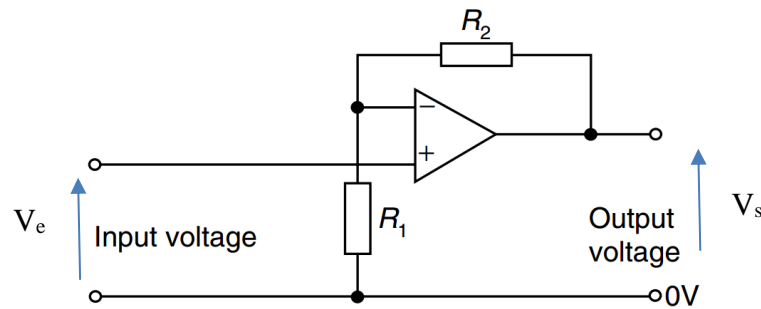 R₂
−
+
Vₑ
Input voltage
R₁
Output
voltage
Vₛ
0V